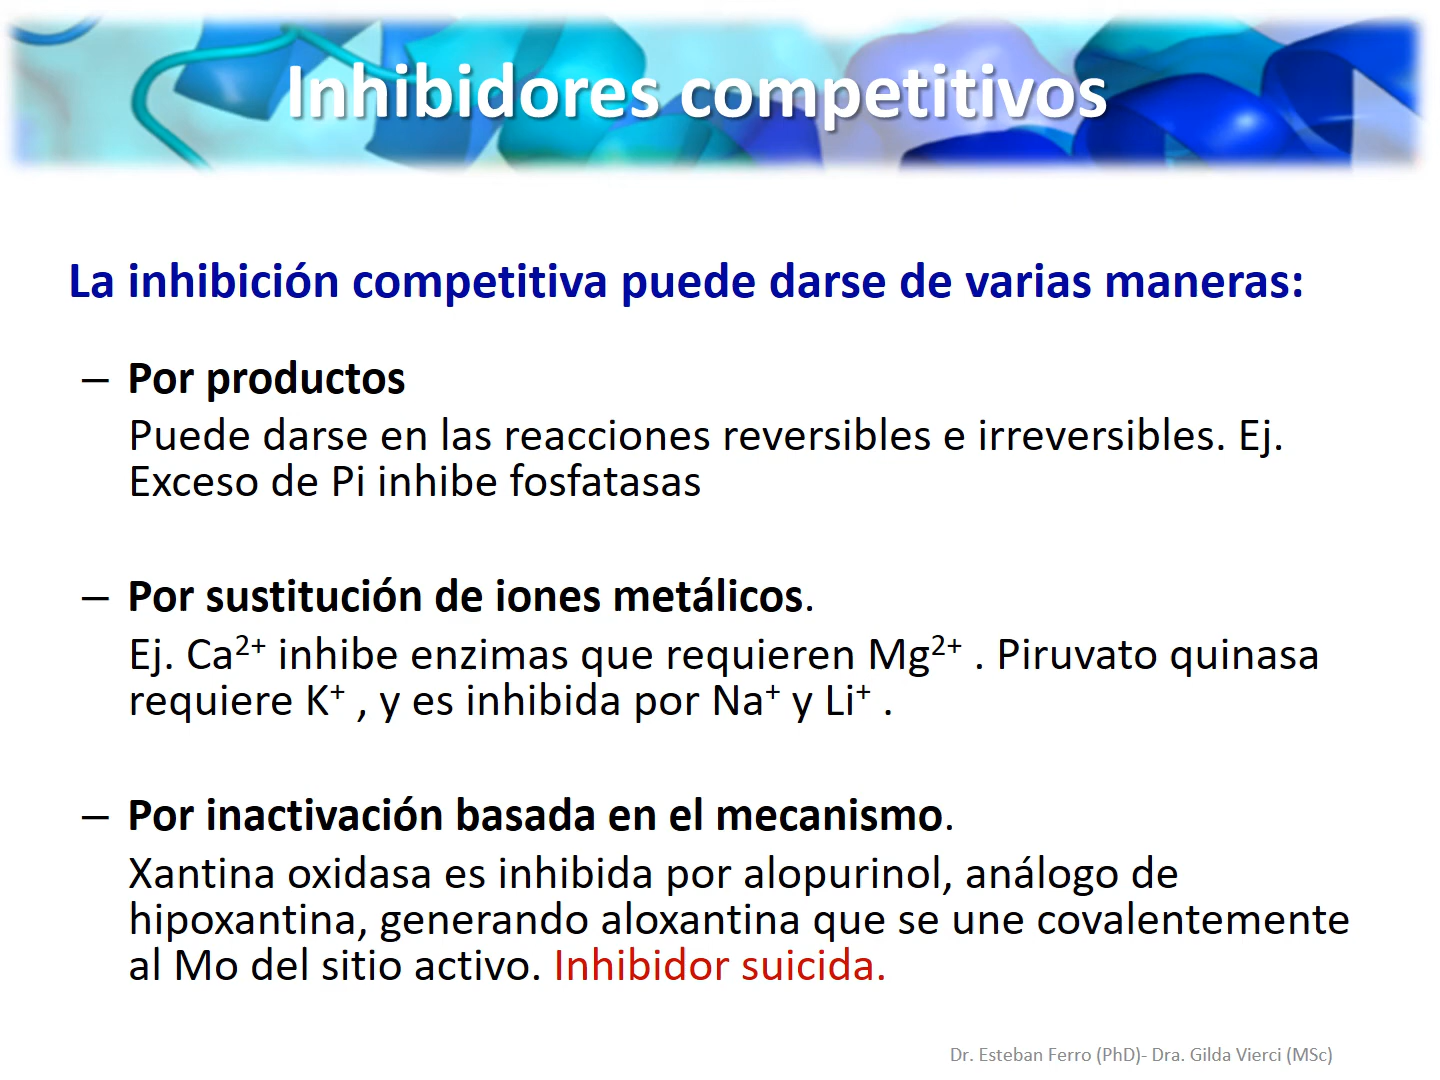 Inhibidores competitivos
La inhibición competitiva puede darse de varias maneras:
– Por productos
Puede darse en las reacciones reversibles e irreversibles. Ej.
Exceso de Pi inhibe fosfatasas
– Por sustitución de iones metálicos.
Ej. Ca²⁺ inhibe enzimas que requieren Mg²⁺ . Piruvato quinasa
requiere K⁺ , y es inhibida por Na⁺ y Li⁺ .
– Por inactivación basada en el mecanismo.
Xantina oxidasa es inhibida por alopurinol, análogo de
hipoxantina, generando aloxantina que se une covalentemente
al Mo del sitio activo. Inhibidor suicida.
Dr. Esteban Ferro (PhD)- Dra. Gilda Vierci (MSc)